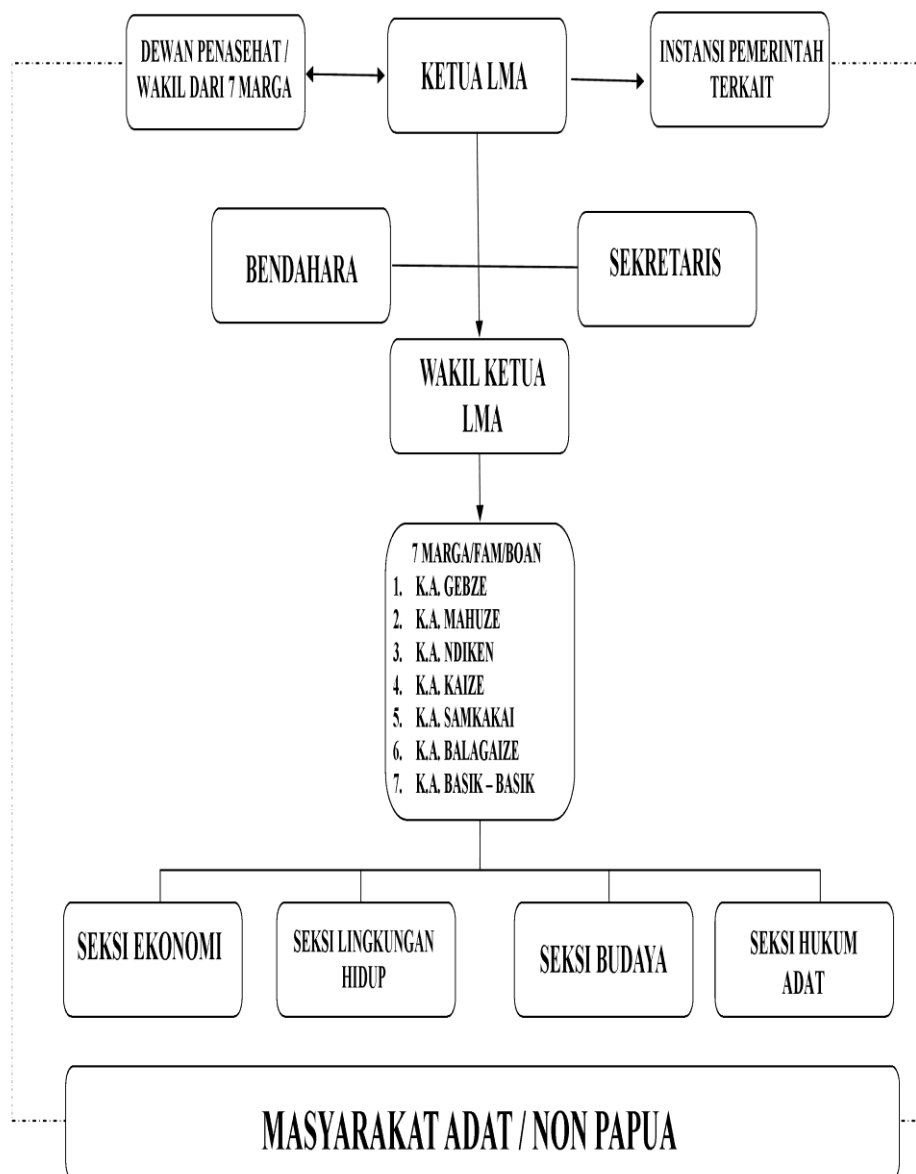 DEWAN PENASEHAT /
WAKIL DARI 7 MARGA
KETUA LMA
INSTANSI PEMERINTAH
TERKAIT
BENDAHARA
SEKRETARIS
WAKIL KETUA
LMA
7 MARGA/FAM/BOAN
1. K.A. GEBZE
2. K.A. MAHUZE
3. K.A. NDIKEN
4. K.A. KAIZE
5. K.A. SAMKAKAI
6. K.A. BALAGAIZE
7. K.A. BASIK – BASIK
SEKSI EKONOMI
SEKSI LINGKUNGAN
HIDUP
SEKSI BUDAYA
SEKSI HUKUM
ADAT
MASYARAKAT ADAT / NON PAPUA